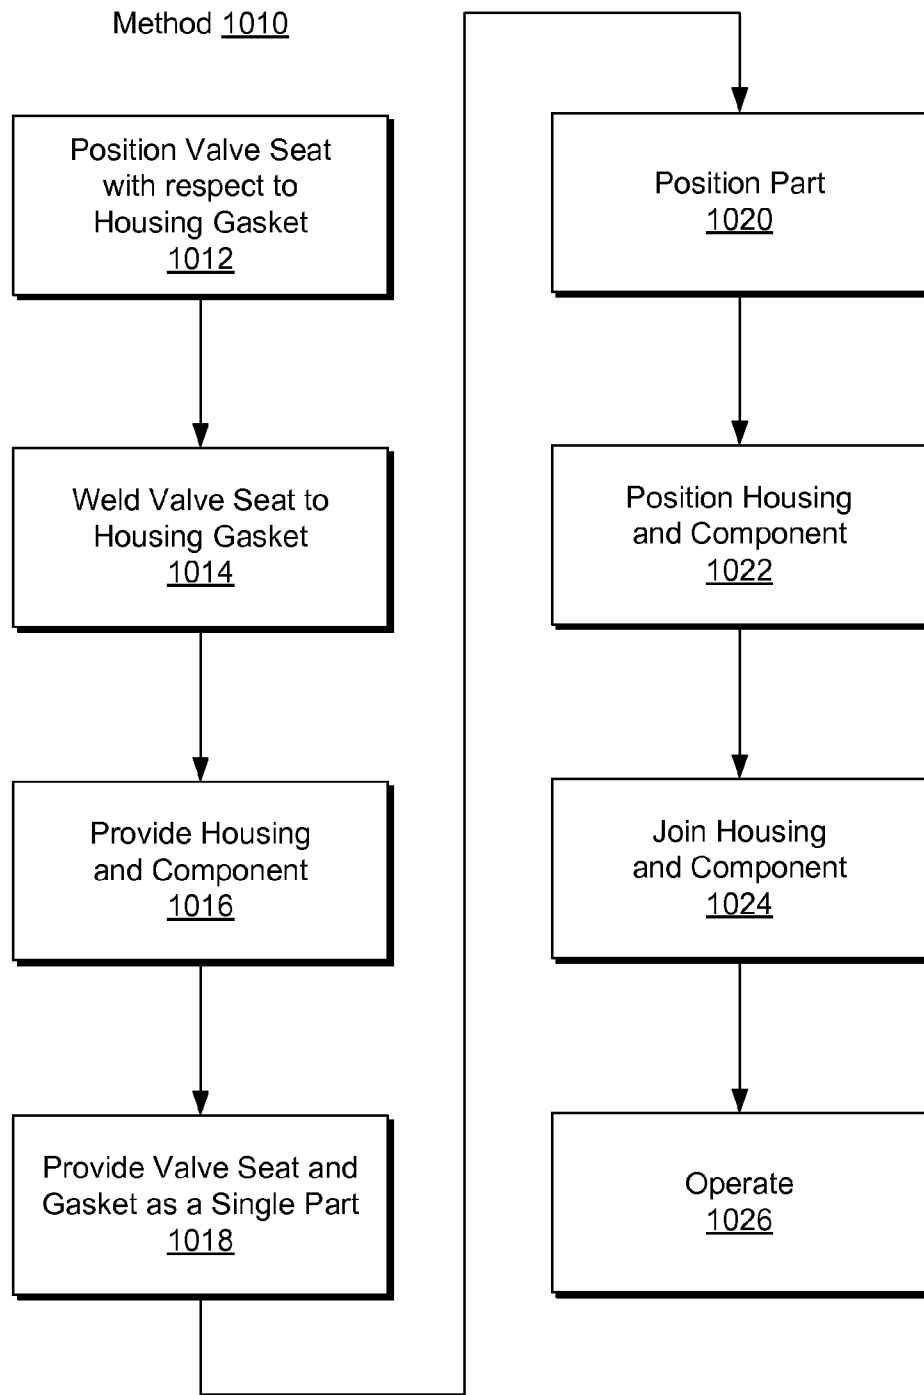 Method 1010
Position Valve Seat
with respect to
Housing Gasket
1012
Weld Valve Seat to
Housing Gasket
1014
Provide Housing
and Component
1016
Provide Valve Seat and
Gasket as a Single Part
1018
Position Part
1020
Position Housing
and Component
1022
Join Housing
and Component
1024
Operate
1026